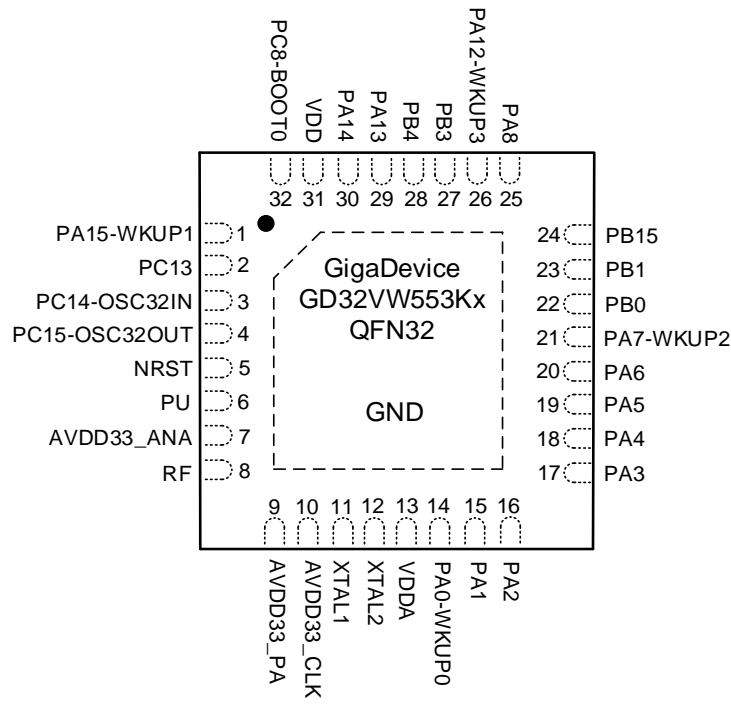 PC8-BOOT0
VDD
PA14
PA13
PB4
PB3
PA12-WKUP3
PA8
32 31 30 29 28 27 26 25
PA15-WKUP1 1
PC13 2
PC14-OSC32IN 3
PC15-OSC32OUT 4
NRST 5
PU 6
AVDD33_ANA 7
RF 8
GigaDevice
GD32VW553Kx
QFN32
GND
24 PB15
23 PB1
22 PB0
21 PA7-WKUP2
20 PA6
19 PA5
18 PA4
17 PA3
9 10 11 12 13 14 15 16
AVDD33_PA
AVDD33_CLK
XTAL1
XTAL2
VDDA
PA0-WKUP0
PA1
PA2